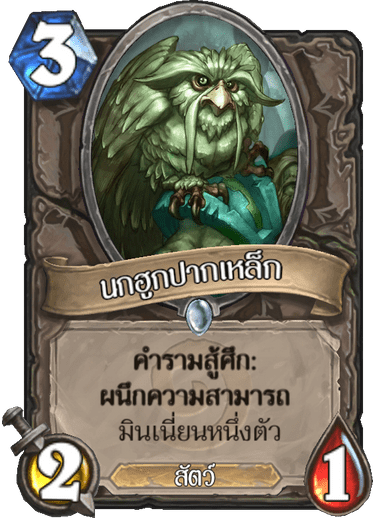 3
นกฮูกปากเหล็ก
คำรามสู้ศึก:
ผนึกความสามารถ
มินเนี่ยนหนึ่งตัว
2
สัตว์
1